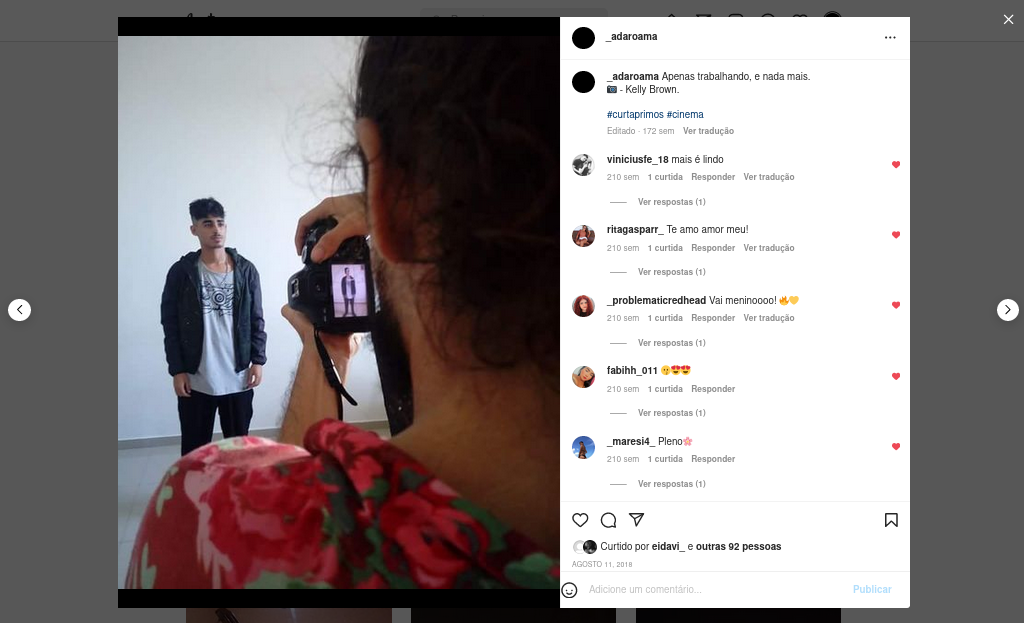 _adaroama
_adaroama Apenas trabalhando, e nada mais.
📷 - Kelly Brown.
#curtaprimos #cinema
Editado · 172 sem Ver tradução
viniciusfe_18 mais é lindo
210 sem 1 curtida Responder Ver tradução
Ver respostas (1)
ritagasparr_ Te amo amor meu!
210 sem 1 curtida Responder Ver tradução
Ver respostas (1)
_problematicredhead Vai meninoooo! 🔥💛
210 sem 1 curtida Responder Ver tradução
Ver respostas (1)
fabihh_011 🤫😍😍
210 sem 1 curtida Responder
Ver respostas (1)
_maresi4_ Pleno🌸
210 sem 1 curtida Responder
Ver respostas (1)
Curtido por eidavi_ e outras 92 pessoas
AGOSTO 11, 2018
Adicione um comentário... Publicar